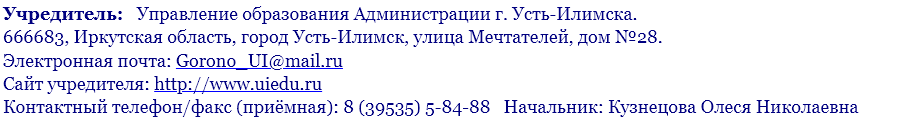 Учредитель: Управление образования Администрации г. Усть-Илимска.
666683, Иркутская область, город Усть-Илимск, улица Мечтателей, дом №28.
Электронная почта: Gorono_UI@mail.ru
Сайт учредителя: http://www.uiedu.ru
Контактный телефон/факс (приёмная): 8 (39535) 5-84-88 Начальник: Кузнецова Олеся Николаевна